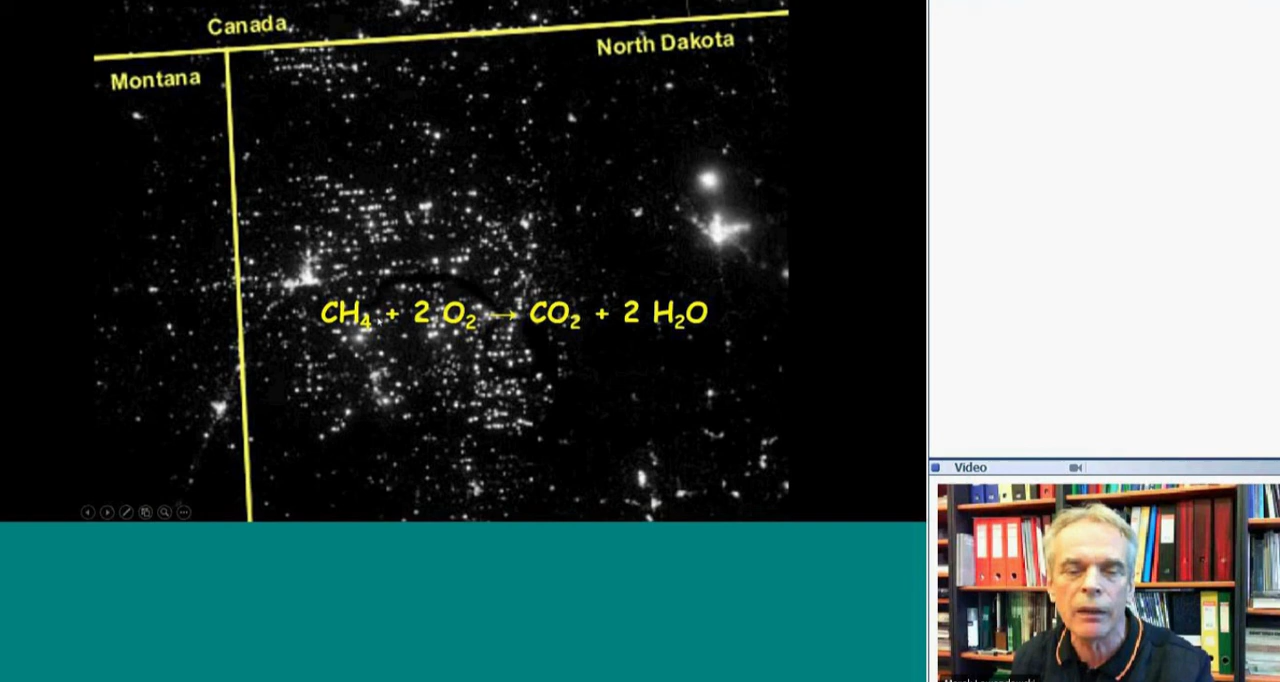 Canada
North Dakota
Montana
CH₄ + 2 O₂ → CO₂ + 2 H₂O
Video